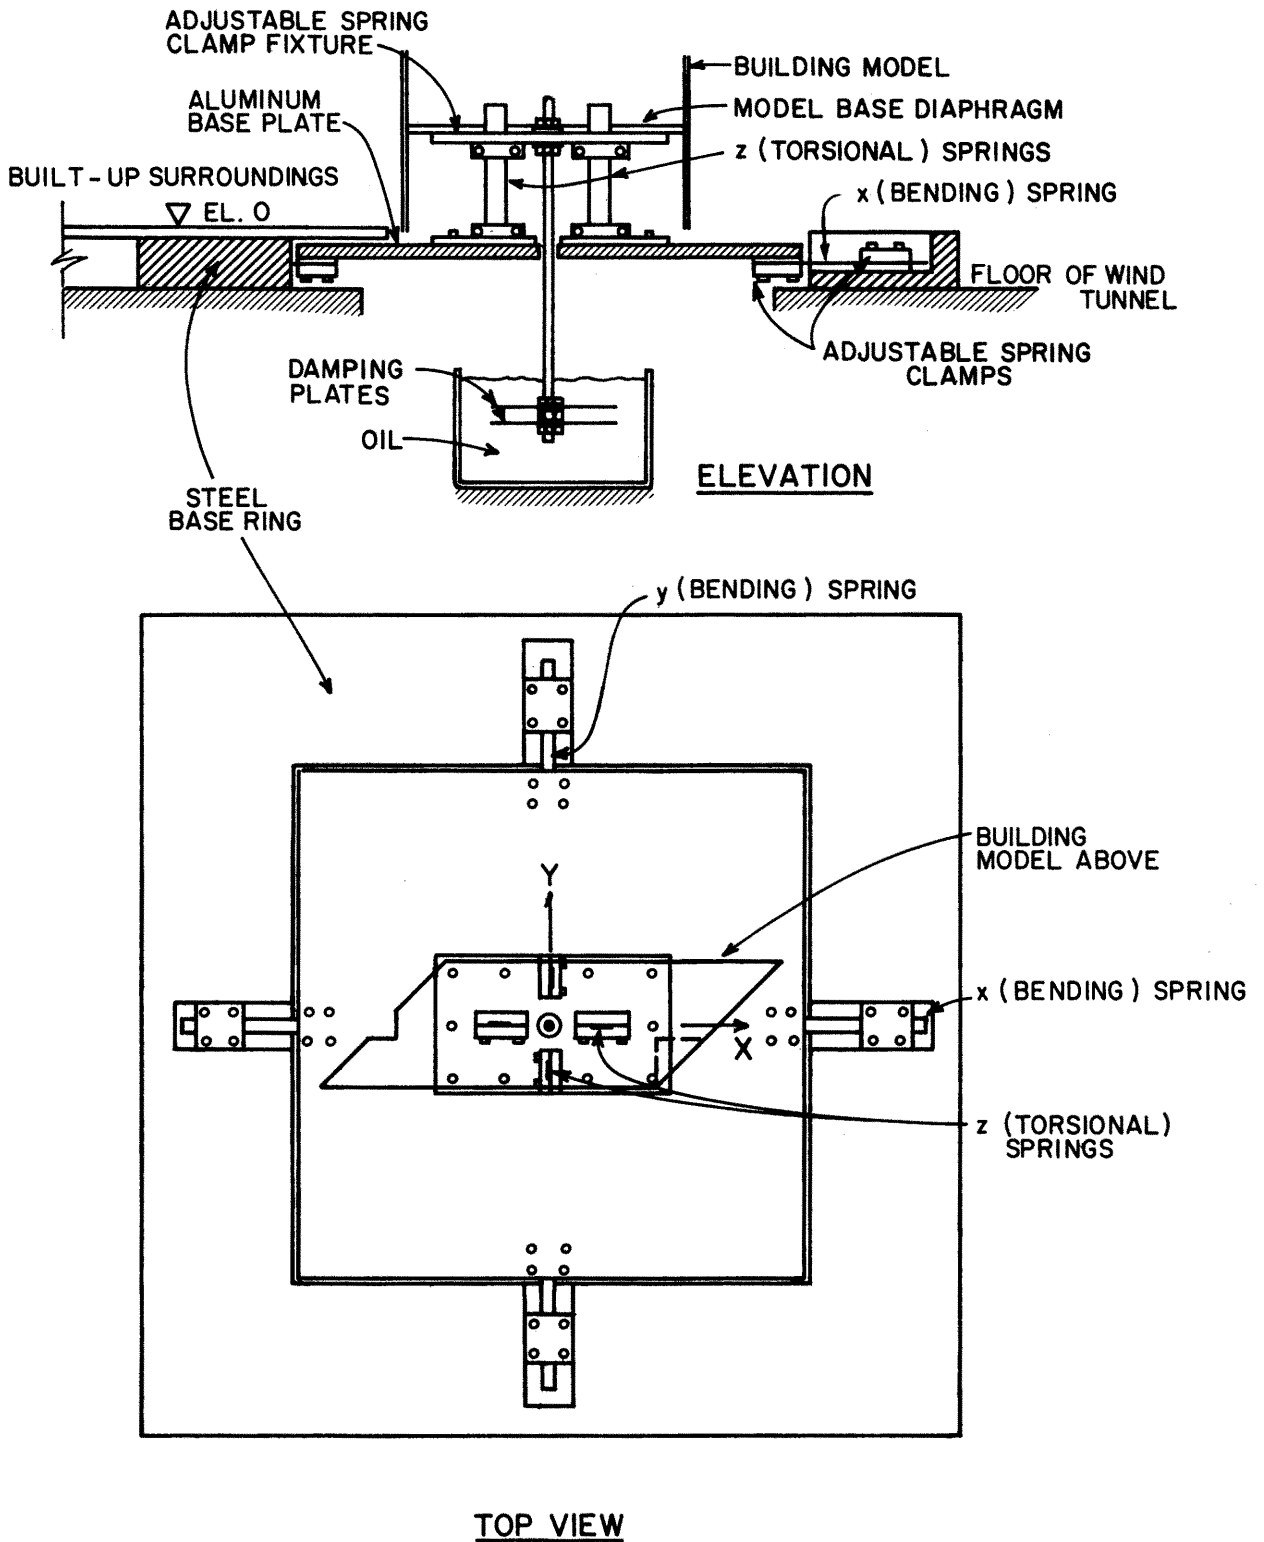 ADJUSTABLE SPRING
CLAMP FIXTURE
BUILDING MODEL
ALUMINUM
BASE PLATE
MODEL BASE DIAPHRAGM
z (TORSIONAL) SPRINGS
BUILT-UP SURROUNDINGS
x (BENDING) SPRING
EL. O
FLOOR OF WIND
TUNNEL
ADJUSTABLE SPRING
CLAMPS
DAMPING
PLATES
OIL
ELEVATION
STEEL
BASE RING
y (BENDING) SPRING
BUILDING
MODEL ABOVE
Y
x (BENDING) SPRING
X
z (TORSIONAL)
SPRINGS
TOP VIEW